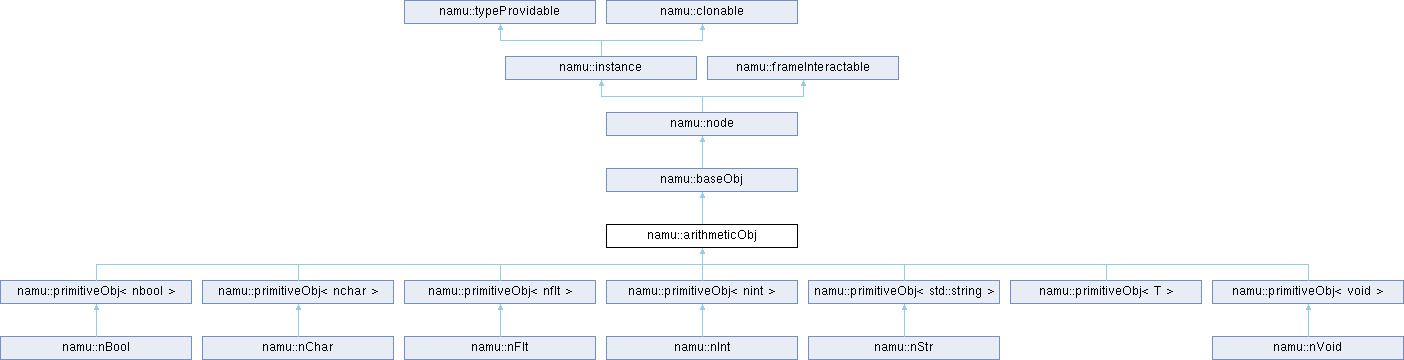 namu::typeProvidable
namu::clonable
namu::instance
namu::frameInteractable
namu::node
namu::baseObj
namu::arithmeticObj
namu::primitiveObj< nbool >
namu::primitiveObj< nchar >
namu::primitiveObj< nflt >
namu::primitiveObj< nint >
namu::primitiveObj< std::string >
namu::primitiveObj< T >
namu::primitiveObj< void >
namu::nBool
namu::nChar
namu::nFlt
namu::nInt
namu::nStr
namu::nVoid